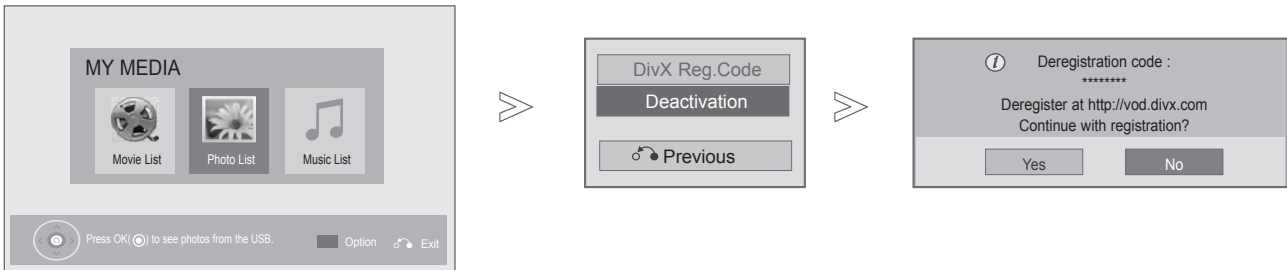 MY MEDIA
Movie List
Photo List
Music List
Press OK(◉) to see photos from the USB.
Option
Exit
DivX Reg.Code
Deactivation
Previous
i
Deregistration code :
********
Deregister at http://vod.divx.com
Continue with registration?
Yes
No